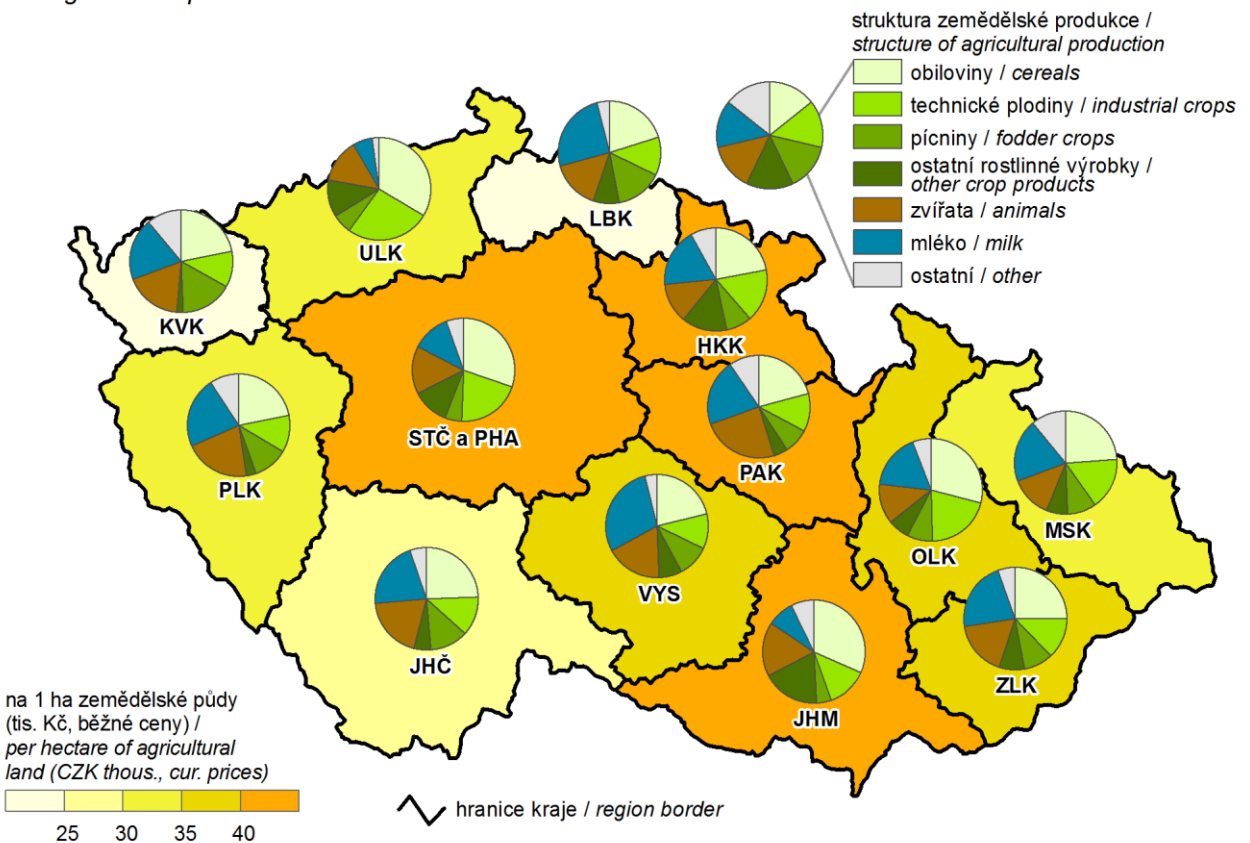 struktura zemědělské produkce /
structure of agricultural production
obiloviny / cereals
technické plodiny / industrial crops
pícniny / fodder crops
ostatní rostlinné výrobky /
other crop products
zvířata / animals
mléko / milk
ostatní / other
LBK
ULK
KVK
HKK
STČ a PHA
PAK
PLK
MSK
OLK
VYS
JHČ
ZLK
JHM
na 1 ha zemědělské půdy
(tis. Kč, běžné ceny) /
per hectare of agricultural
land (CZK thous., cur. prices)
25 30 35 40
hranice kraje / region border